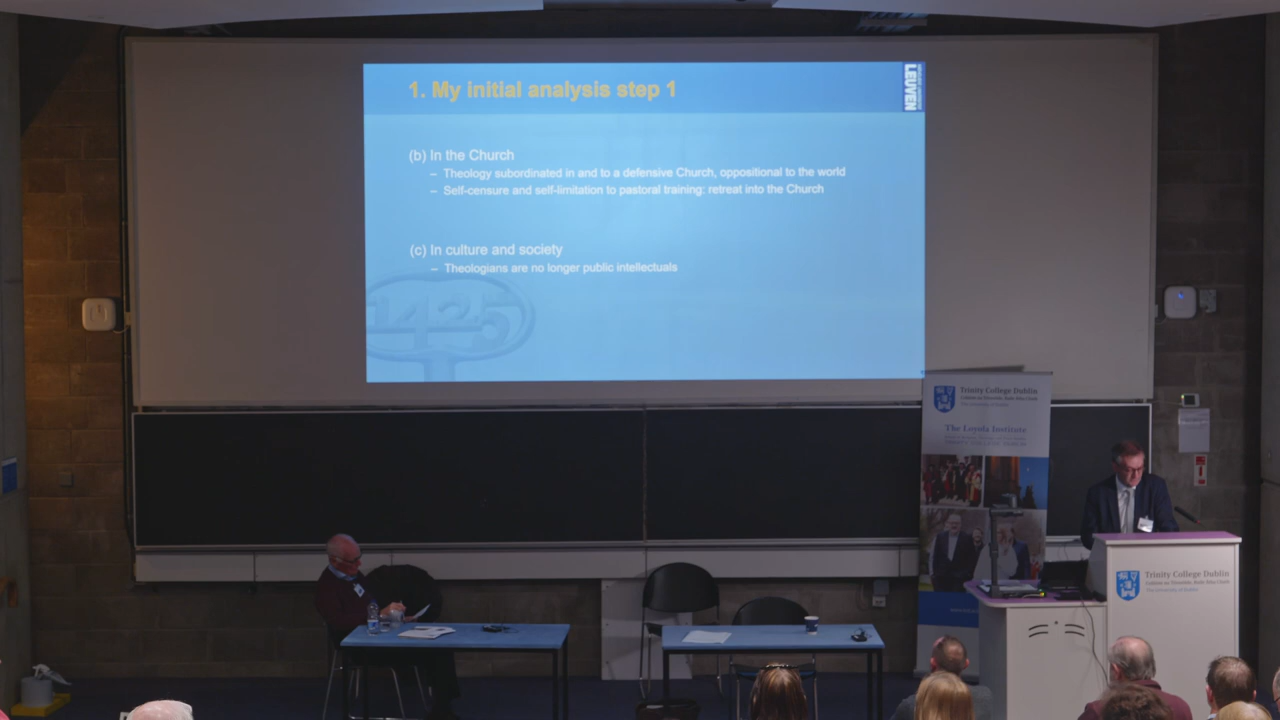 1. My initial analysis step 1
LEUVEN
(b) In the Church
– Theology subordinated in and to a defensive Church, oppositional to the world
– Self-censure and self-limitation to pastoral training: retreat into the Church
(c) In culture and society
– Theologians are no longer public intellectuals
1425
Trinity College Dublin
The Loyola Institute
Trinity College Dublin